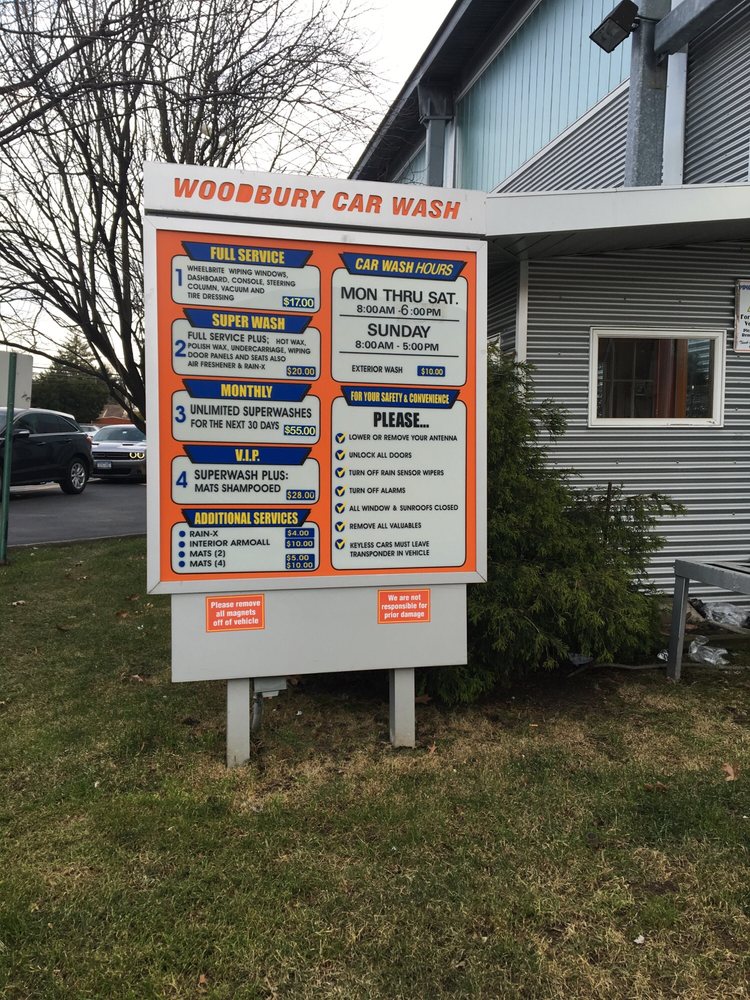 WOODBURY CAR WASH
FULL SERVICE
1
WHEELBRITE WIPING WINDOWS,
DASHBOARD, CONSOLE, STEERING
COLUMN, VACUUM AND
TIRE DRESSING
$17.00
SUPER WASH
2
FULL SERVICE PLUS; HOT WAX,
POLISH WAX, UNDERCARRIAGE, WIPING
DOOR PANELS AND SEATS ALSO
AIR FRESHENER & RAIN-X
$20.00
MONTHLY
3
UNLIMITED SUPERWASHES
FOR THE NEXT 30 DAYS
$55.00
V.I.P.
4
SUPERWASH PLUS:
MATS SHAMPOOED
$28.00
ADDITIONAL SERVICES
RAIN-X $4.00
INTERIOR ARMOALL $10.00
MATS (2) $5.00
MATS (4) $10.00
CAR WASH HOURS
MON THRU SAT.
8:00AM -6:00PM
SUNDAY
8:00AM - 5:00PM
EXTERIOR WASH $10.00
FOR YOUR SAFETY & CONVENIENCE
PLEASE...
LOWER OR REMOVE YOUR ANTENNA
UNLOCK ALL DOORS
TURN OFF RAIN SENSOR WIPERS
TURN OFF ALARMS
ALL WINDOW & SUNROOFS CLOSED
REMOVE ALL VALUABLES
KEYLESS CARS MUST LEAVE
TRANSPONDER IN VEHICLE
Please remove
all magnets
off of vehicle
We are not
responsible for
prior damage